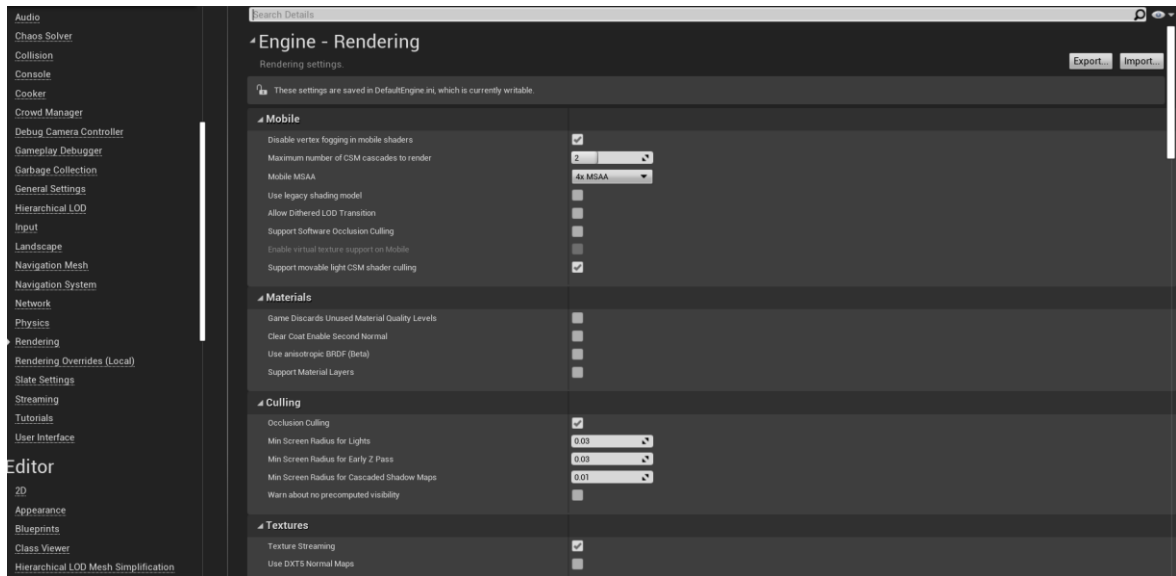 Audio
Chaos Solver
Collision
Console
Cooker
Crowd Manager
Debug Camera Controller
Gameplay Debugger
Garbage Collection
General Settings
Hierarchical LOD
Input
Landscape
Navigation Mesh
Navigation System
Network
Physics
Rendering
Rendering Overrides (Local)
Slate Settings
Streaming
Tutorials
User Interface
Editor
2D
Appearance
Blueprints
Class Viewer
Hierarchical LOD Mesh Simplification
Search Details
Engine - Rendering
Rendering settings.
Export... Import...
These settings are saved in DefaultEngine.ini, which is currently writable.
Mobile
Disable vertex fogging in mobile shaders
Maximum number of CSM cascades to render 2
Mobile MSAA 4x MSAA
Use legacy shading model
Allow Dithered LOD Transition
Support Software Occlusion Culling
Enable virtual texture support on Mobile
Support movable light CSM shader culling
Materials
Game Discards Unused Material Quality Levels
Clear Coat Enable Second Normal
Use anisotropic BRDF (Beta)
Support Material Layers
Culling
Occlusion Culling
Min Screen Radius for Lights 0.03
Min Screen Radius for Early Z Pass 0.03
Min Screen Radius for Cascaded Shadow Maps 0.01
Warn about no precomputed visibility
Textures
Texture Streaming
Use DXT5 Normal Maps